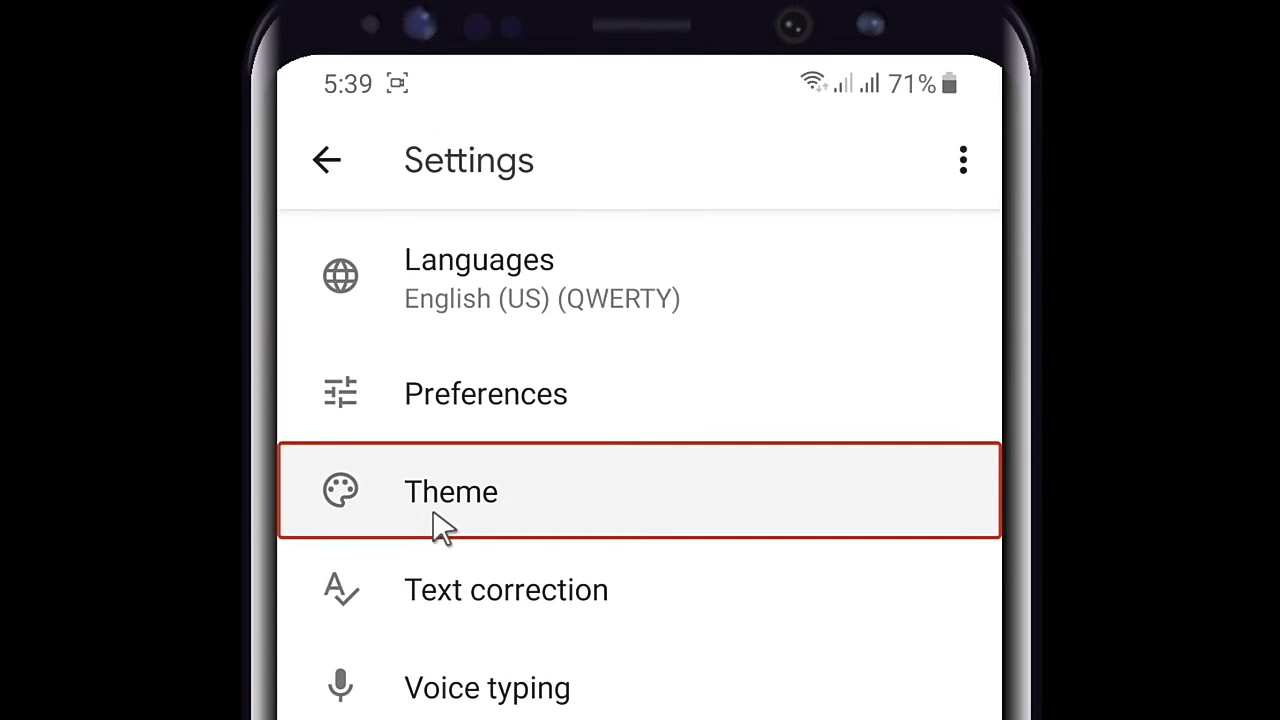 5:39 71%
Settings
Languages
English (US) (QWERTY)
Preferences
Theme
Text correction
Voice typing